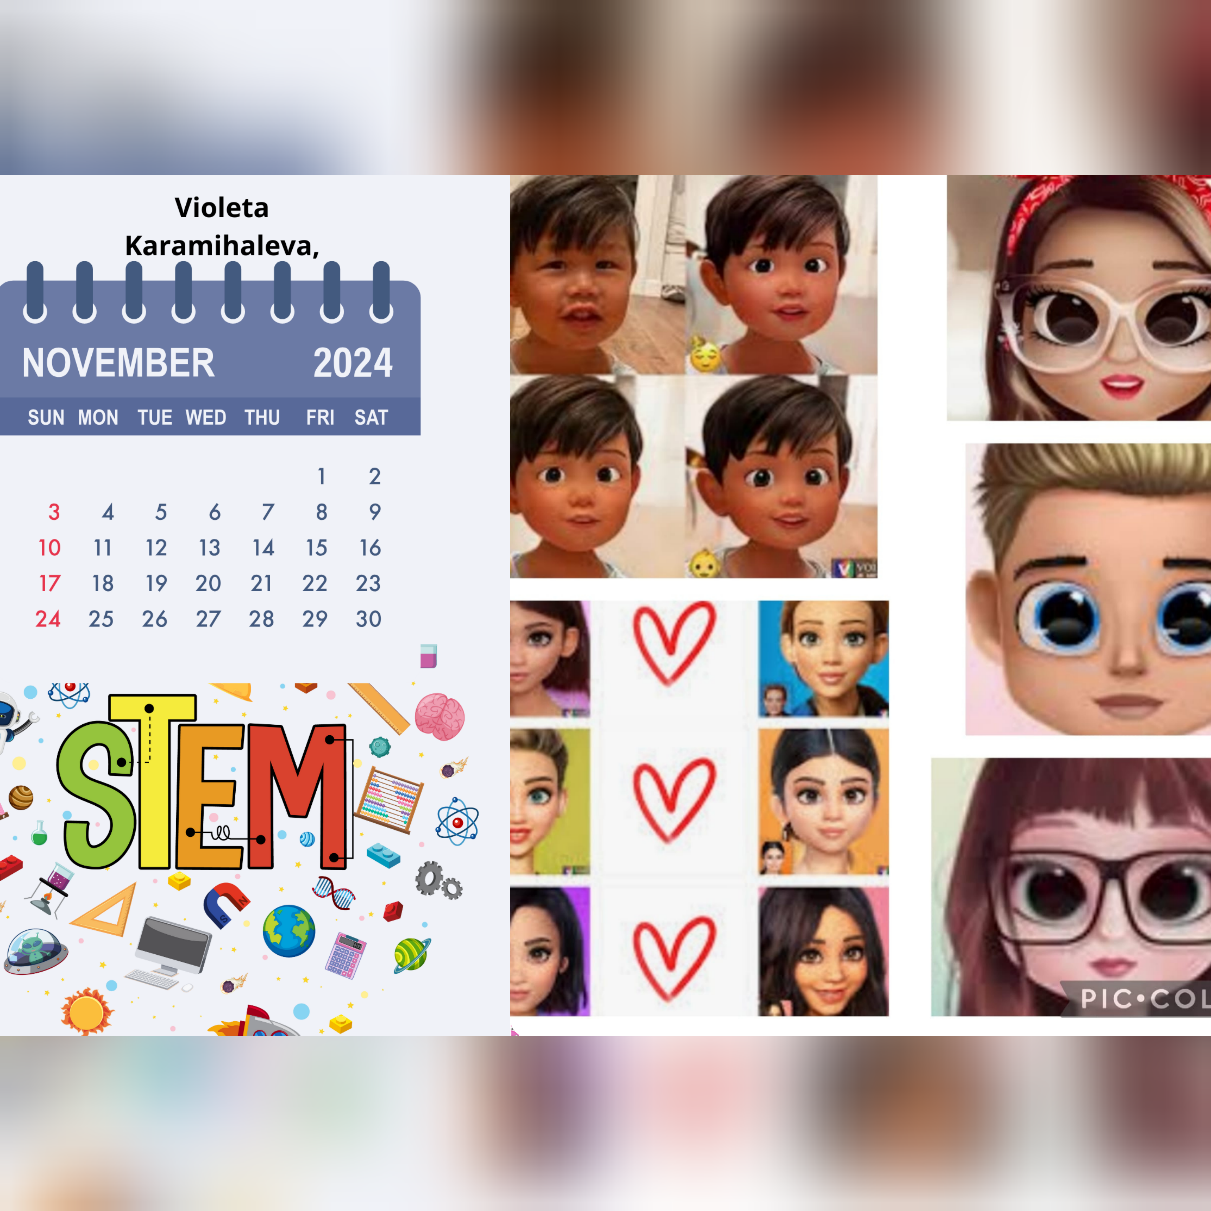 Violeta
Karamihaleva,
NOVEMBER 2024
SUN MON TUE WED THU FRI SAT
1 2
3 4 5 6 7 8 9
10 11 12 13 14 15 16
17 18 19 20 21 22 23
24 25 26 27 28 29 30
STEM
PIC•COL